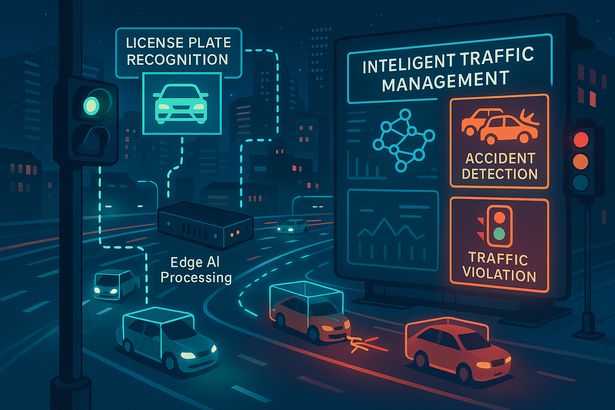 LICENSE PLATE
RECOGNITION
INTELIGENT TRAFFIC
MANAGEMENT
ACCIDENT
DETECTION
TRAFFIC
VIOLATION
Edge AI
Processing